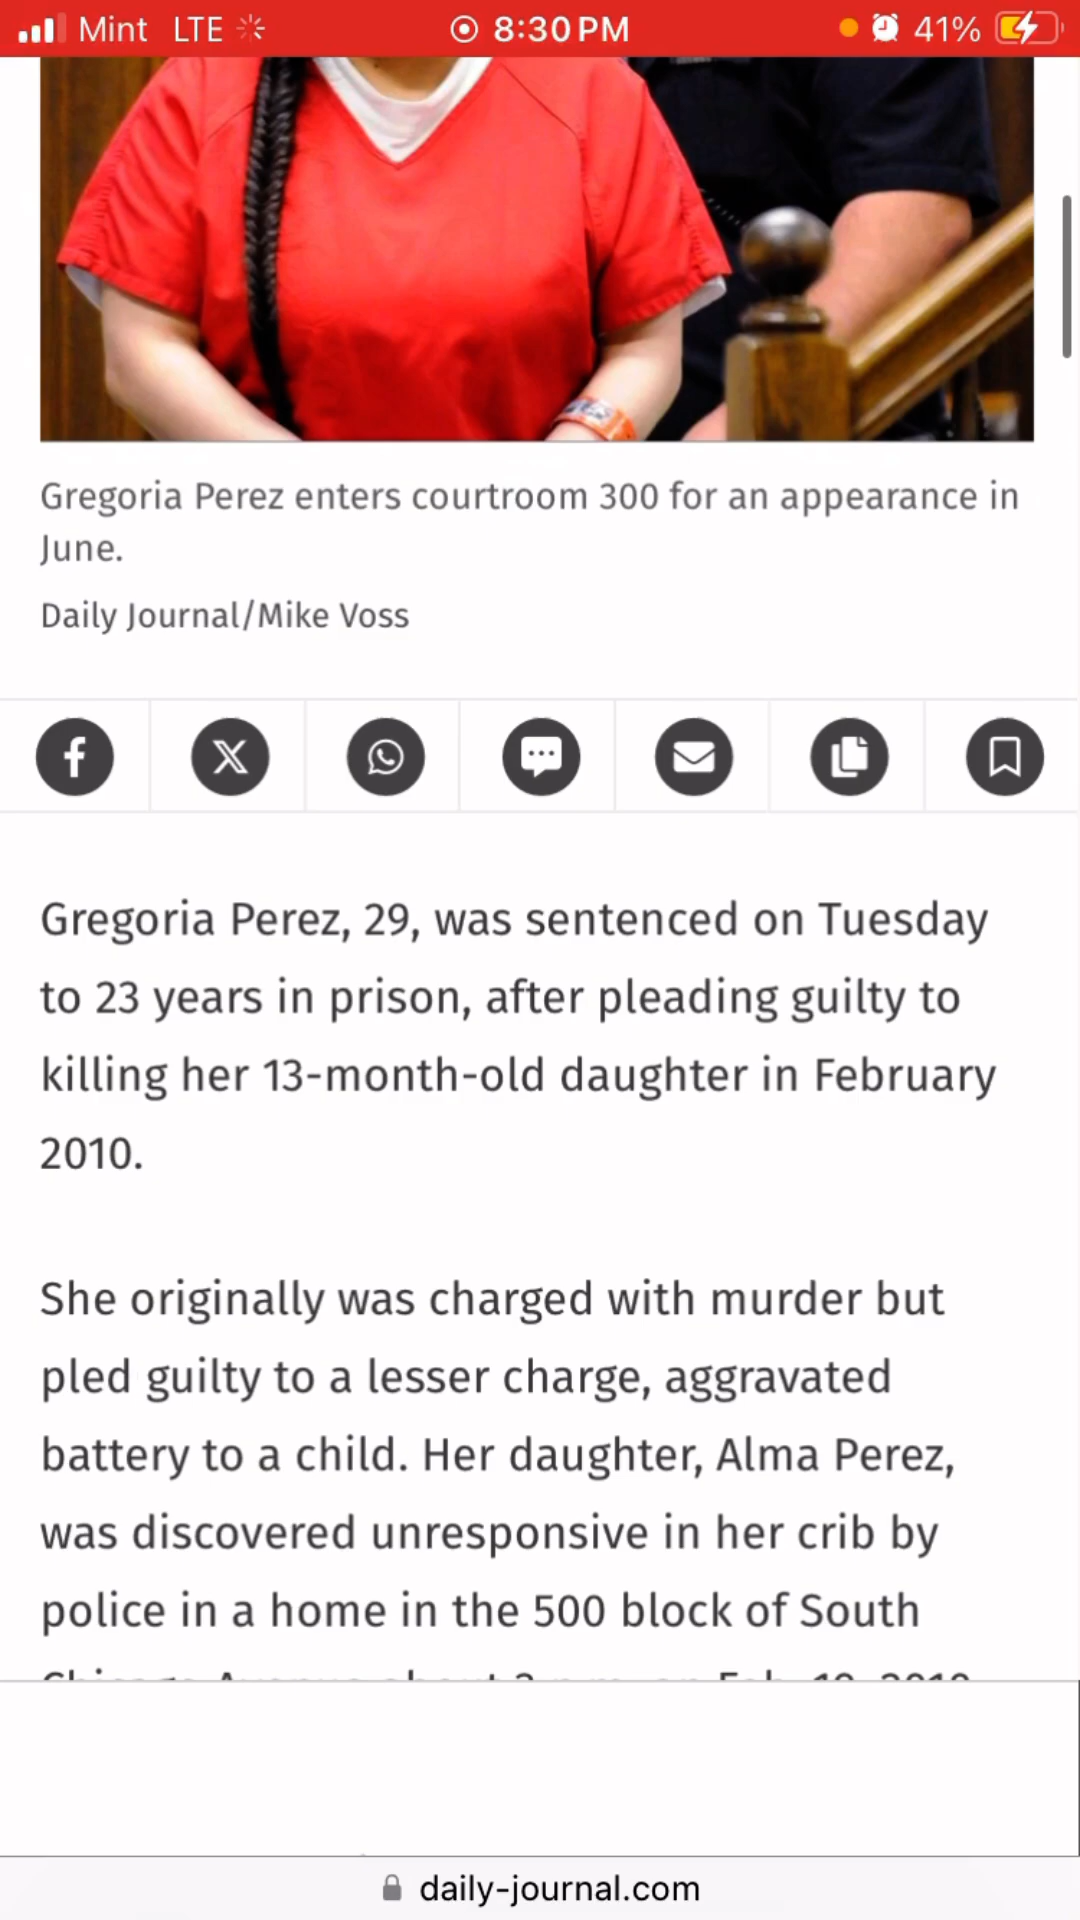 Mint LTE 8:30 PM 41%
Gregoria Perez enters courtroom 300 for an appearance in
June.
Daily Journal/Mike Voss
Gregoria Perez, 29, was sentenced on Tuesday
to 23 years in prison, after pleading guilty to
killing her 13-month-old daughter in February
2010.
She originally was charged with murder but
pled guilty to a lesser charge, aggravated
battery to a child. Her daughter, Alma Perez,
was discovered unresponsive in her crib by
police in a home in the 500 block of South
daily-journal.com